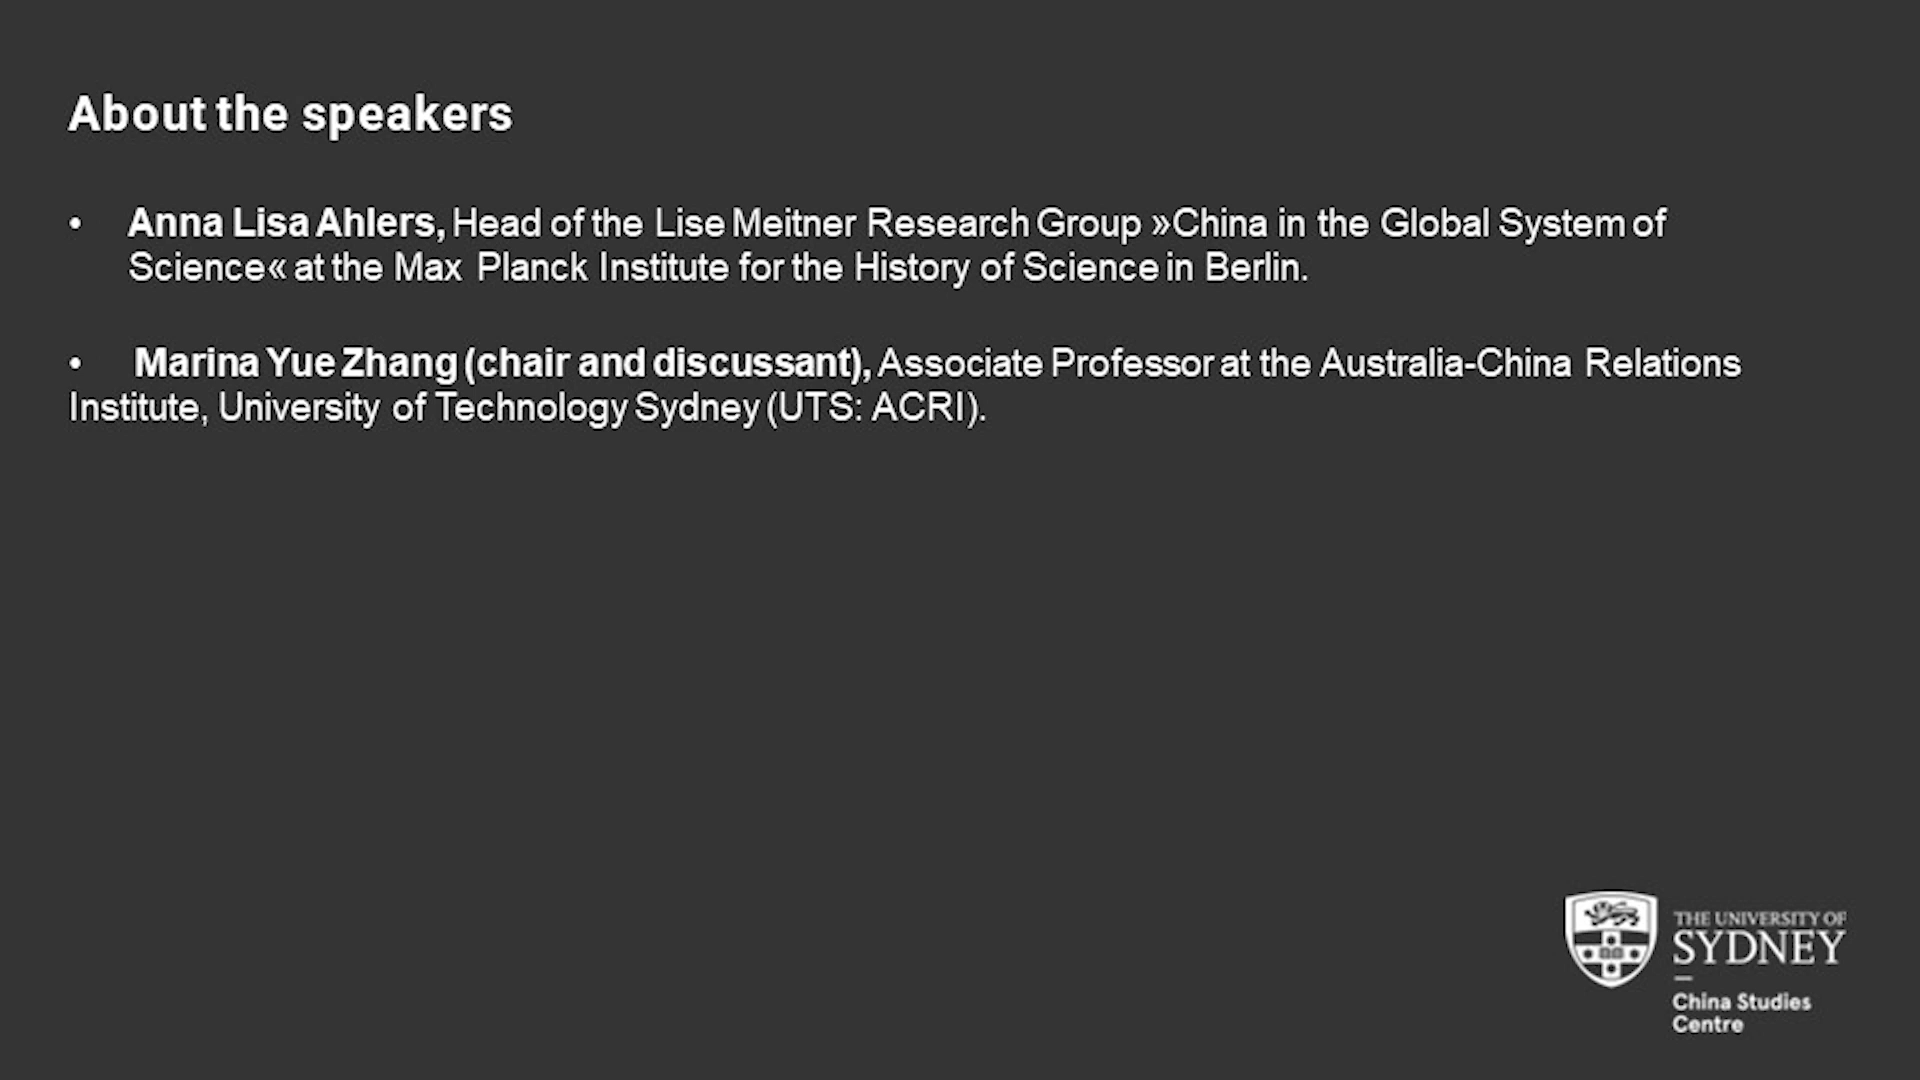 About the speakers
• Anna Lisa Ahlers, Head of the Lise Meitner Research Group »China in the Global System of
Science« at the Max Planck Institute for the History of Science in Berlin.
• Marina Yue Zhang (chair and discussant), Associate Professor at the Australia-China Relations
Institute, University of Technology Sydney (UTS: ACRI).
THE UNIVERSITY OF
SYDNEY
China Studies
Centre